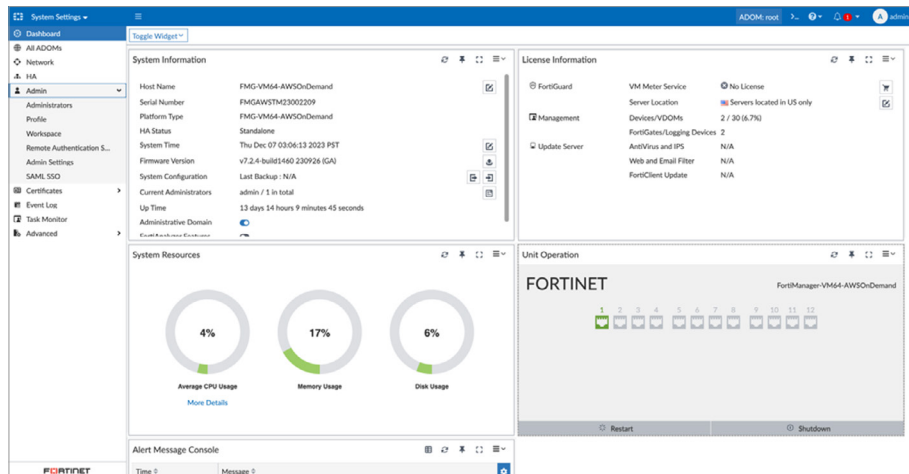 System Settings
ADOM: root
1
A
admin
Dashboard
All ADOMs
Network
HA
Admin
Administrators
Profile
Workspace
Remote Authentication S...
Admin Settings
SAML SSO
Certificates
Event Log
Task Monitor
Advanced
FORTINET
Toggle Widget
System Information
Host Name FMG-VM64-AWSOnDemand
Serial Number FMGAWSTM23002209
Platform Type FMG-VM64-AWSOnDemand
HA Status Standalone
System Time Thu Dec 07 03:06:13 2023 PST
Firmware Version v7.2.4-build1460 230926 (GA)
System Configuration Last Backup : N/A
Current Administrators admin / 1 in total
Up Time 13 days 14 hours 9 minutes 45 seconds
Administrative Domain
FortiAnalyzer Features
License Information
FortiGuard VM Meter Service No License
Server Location Servers located in US only
Management Devices/VDOMs 2 / 30 (6.7%)
FortiGates/Logging Devices 2
Update Server AntiVirus and IPS N/A
Web and Email Filter N/A
FortiClient Update N/A
System Resources
4% 17% 6%
Average CPU Usage Memory Usage Disk Usage
More Details
Unit Operation
FORTINET FortiManager-VM64-AWSOnDemand
1 2 3 4 5 6 7 8 9 10 11 12
Restart Shutdown
Alert Message Console
Time Message